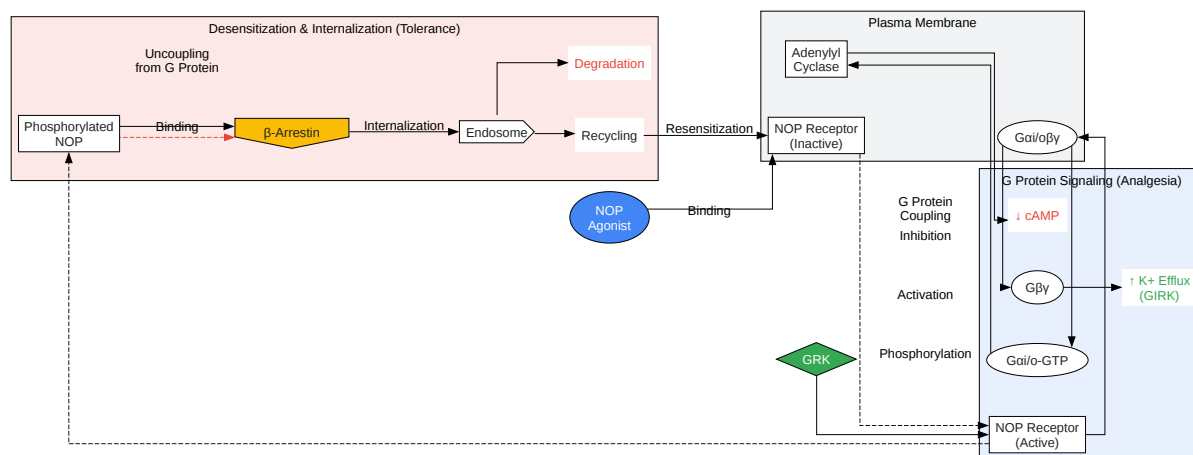 Desensitization & Internalization (Tolerance)
Uncoupling
from G Protein
Degradation
Phosphorylated
NOP
Binding
β-Arrestin
Internalization
Endosome
Recycling
Resensitization
Plasma Membrane
Adenylyl
Cyclase
NOP Receptor
(Inactive)
Gαi/oβγ
NOP
Agonist
Binding
G Protein Signaling (Analgesia)
G Protein
Coupling
↓ cAMP
Inhibition
Activation
Gβγ
↑ K+ Efflux
(GIRK)
GRK
Phosphorylation
Gαi/o-GTP
NOP Receptor
(Active)